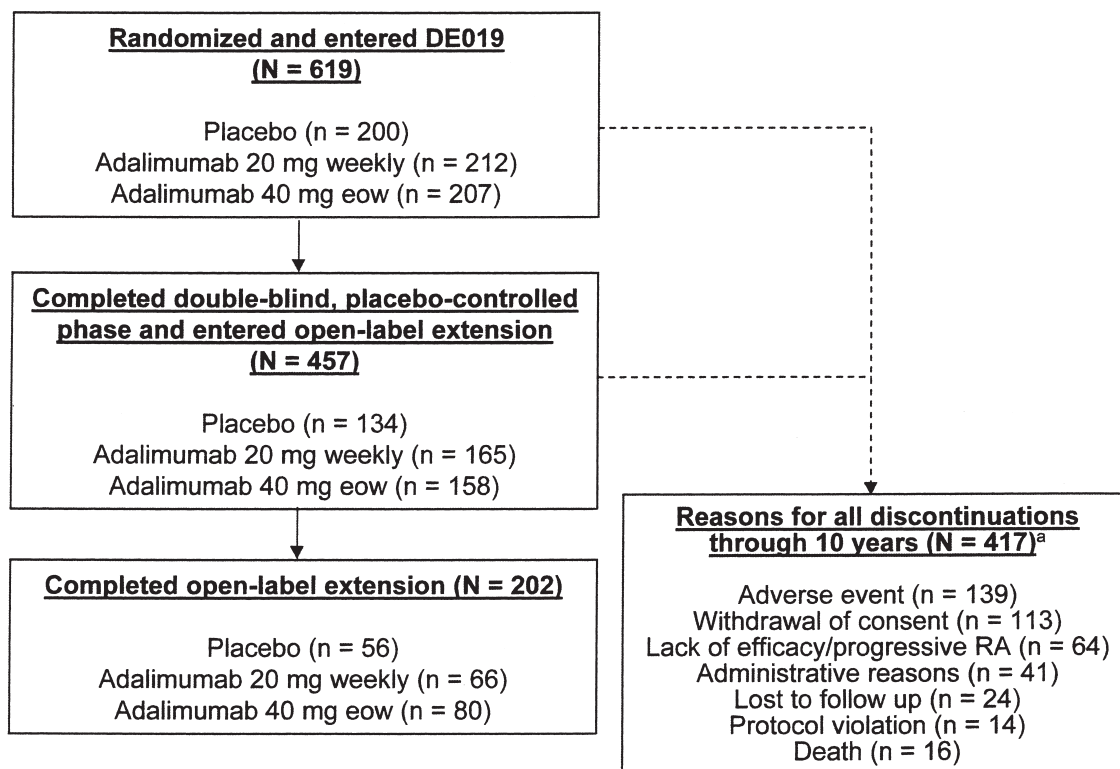 Randomized and entered DE019
(N = 619)
Placebo (n = 200)
Adalimumab 20 mg weekly (n = 212)
Adalimumab 40 mg eow (n = 207)
Completed double-blind, placebo-controlled
phase and entered open-label extension
(N = 457)
Placebo (n = 134)
Adalimumab 20 mg weekly (n = 165)
Adalimumab 40 mg eow (n = 158)
Completed open-label extension (N = 202)
Placebo (n = 56)
Adalimumab 20 mg weekly (n = 66)
Adalimumab 40 mg eow (n = 80)
Reasons for all discontinuations
through 10 years (N = 417)ᵃ
Adverse event (n = 139)
Withdrawal of consent (n = 113)
Lack of efficacy/progressive RA (n = 64)
Administrative reasons (n = 41)
Lost to follow up (n = 24)
Protocol violation (n = 14)
Death (n = 16)